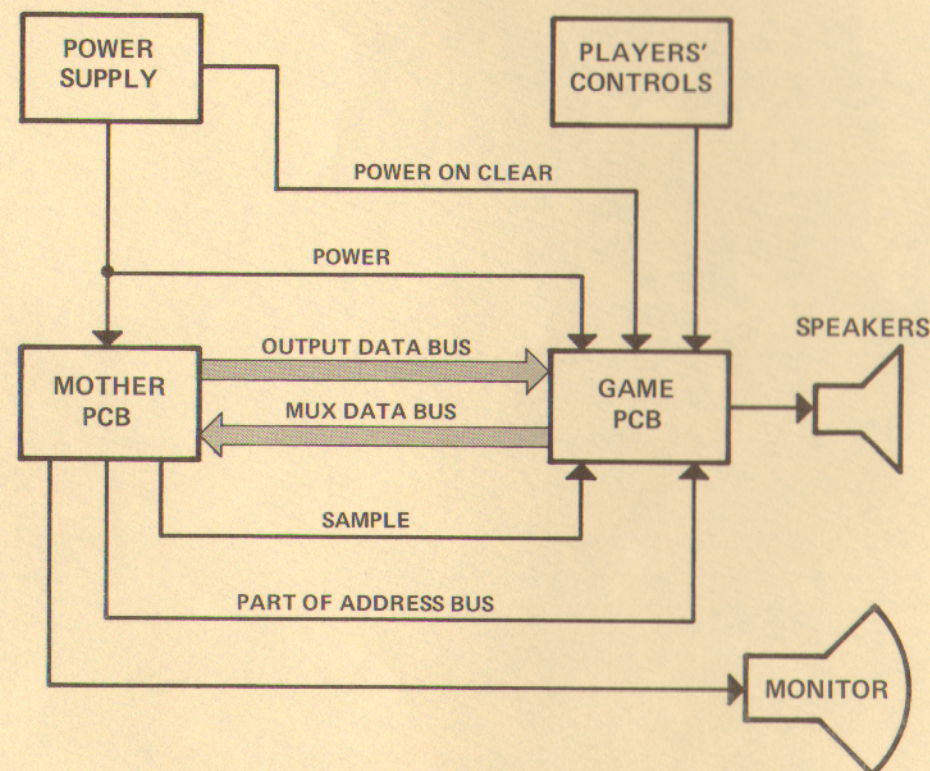 POWER
SUPPLY
PLAYERS'
CONTROLS
POWER ON CLEAR
POWER
SPEAKERS
OUTPUT DATA BUS
MOTHER
PCB
GAME
PCB
MUX DATA BUS
SAMPLE
PART OF ADDRESS BUS
MONITOR